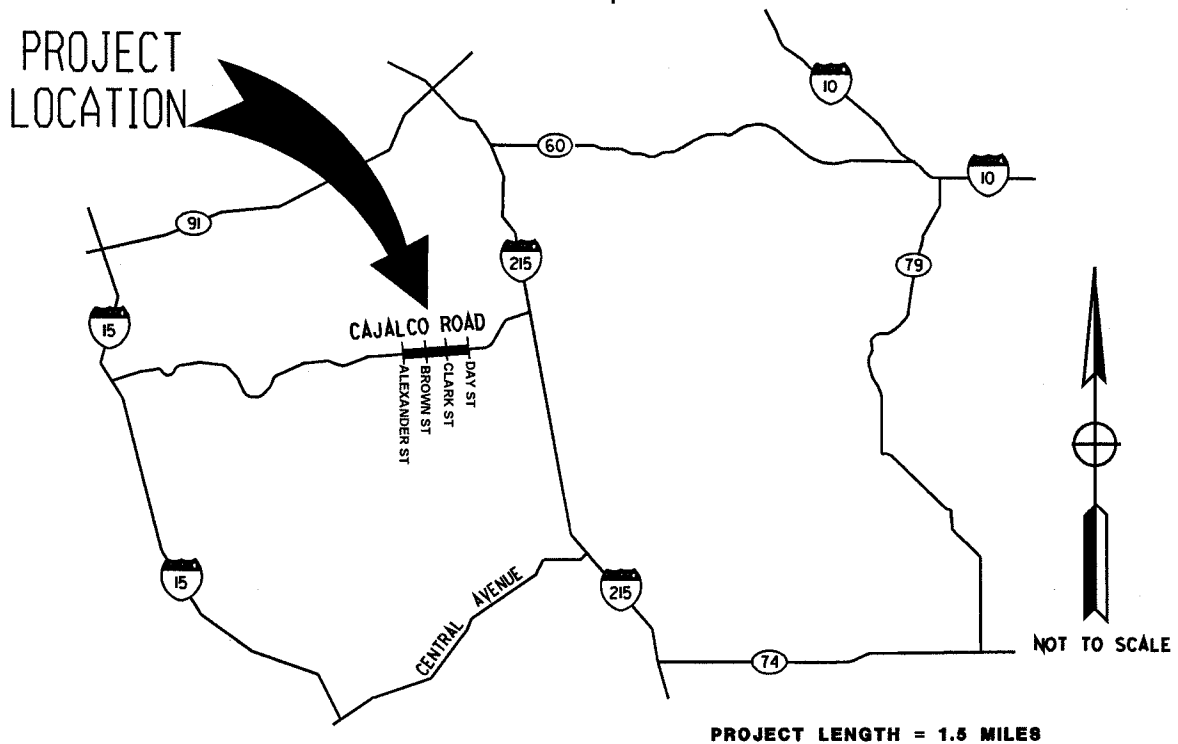 PROJECT
LOCATION
10
60
10
91
215
79
15
CAJALCO ROAD
ALEXANDER ST
BROWN ST
CLARK ST
DAY ST
15
CENTRAL AVENUE
215
74
NOT TO SCALE
PROJECT LENGTH = 1.5 MILES